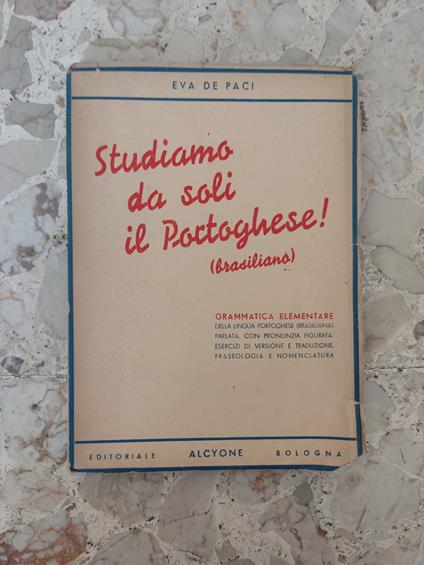 EVA DE PACI
Studiamo
da soli
il Portoghese!
(brasiliano)
GRAMMATICA ELEMENTARE
DELLA LINGUA PORTOGHESE (BRASILIANA)
PARLATA, CON PRONUNZIA FIGURATA,
ESERCIZI DI VERSIONE E TRADUZIONE,
FRASEOLOGIA E NOMENCLATURA
EDITORIALE ALCYONE BOLOGNA